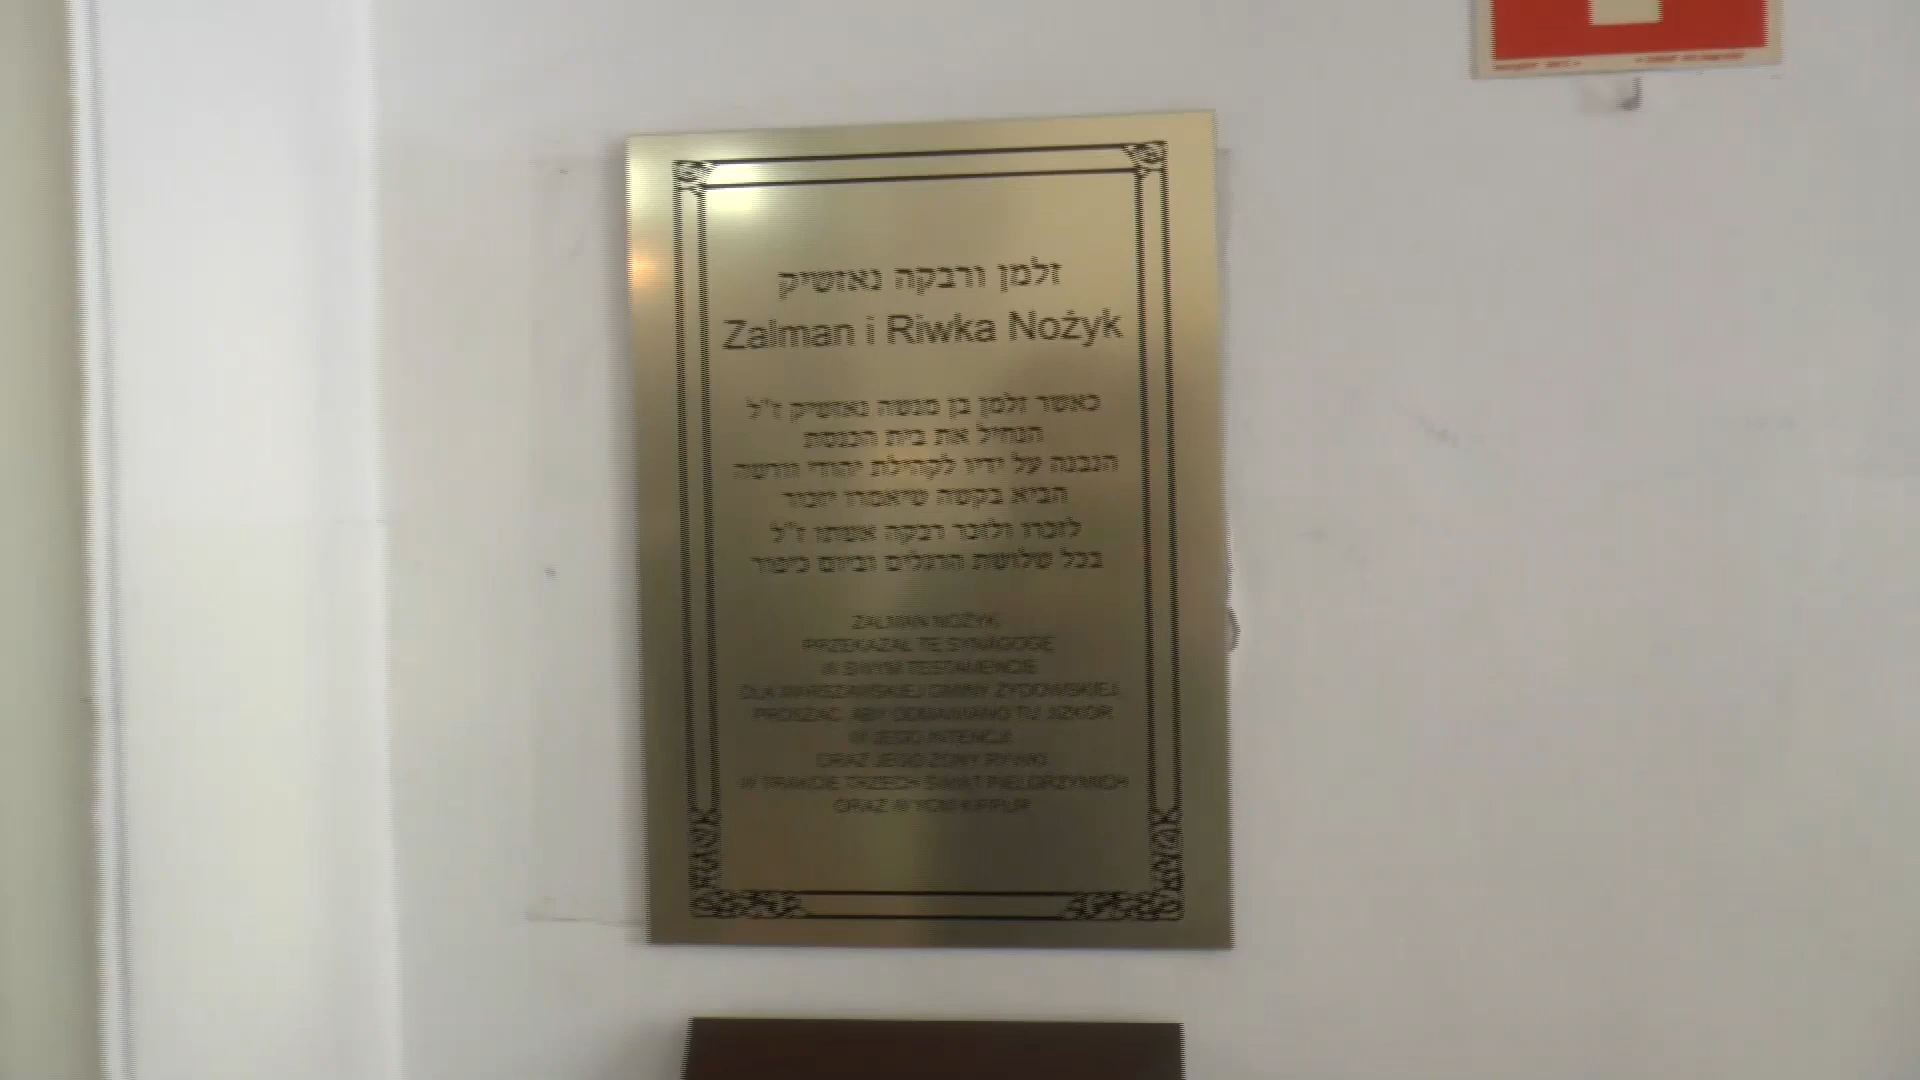 זלמן ורבקה נאזשיק
Zalman i Riwka Nożyk
כאשר זלמן בן מנשה נאזשיק ז"ל
הנחיל את בית הכנסת
הנבנה על ידיו לקהילת יהודי וורשה
הביא בקשה שיאמרו יזכור
לזכרו ולזכר רבקה אשתו ז"ל
בכל שלושת הרגלים וביום כיפור
ZALMAN NOŻYK
PRZEKAZAŁ TĘ SYNAGOGĘ
W SWYM TESTAMENCIE
DLA WARSZAWSKIEJ GMINY ŻYDOWSKIEJ
PROSZĄC, ABY ODMAWIANO TU JIZKOR
W JEGO INTENCJI
ORAZ JEGO ŻONY RYWKI
W TRAKCIE TRZECH ŚWIĄT PIELGRZYMICH
ORAZ W YOM KIPPUR